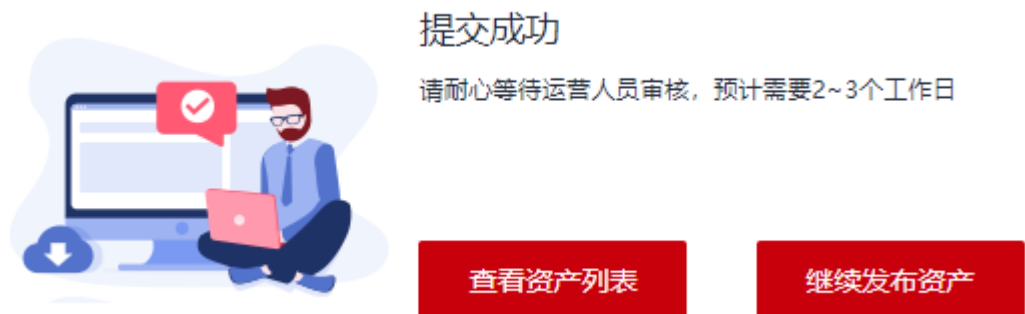 提交成功
请耐心等待运营人员审核，预计需要2~3个工作日
查看资产列表
继续发布资产